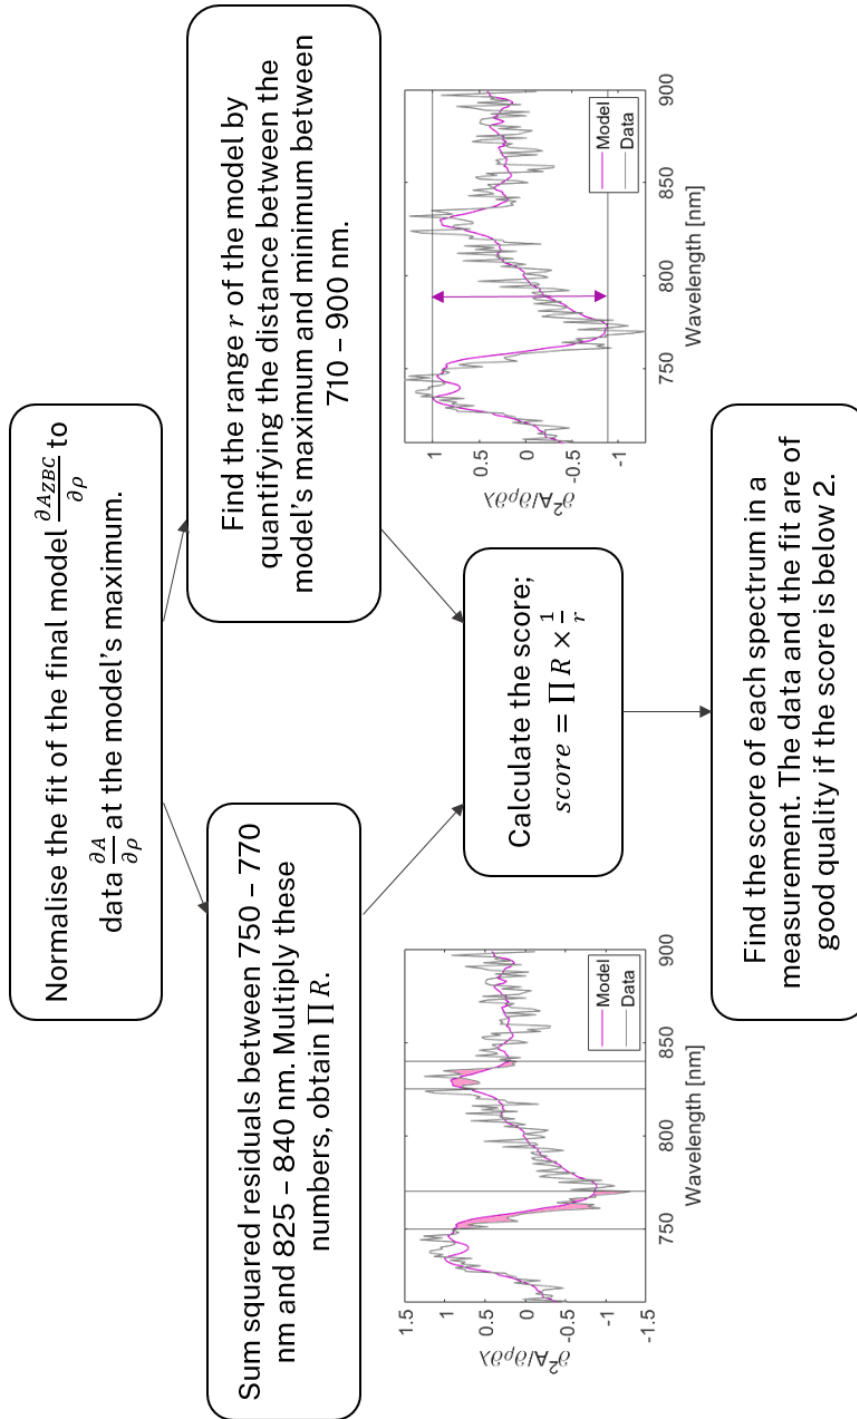 Normalise the fit of the final model ∂A_ZBC/∂ρ to
data ∂A/∂ρ at the model's maximum.
Sum squared residuals between 750 – 770
nm and 825 – 840 nm. Multiply these
numbers, obtain ∏ R.
Find the range r of the model by
quantifying the distance between the
model's maximum and minimum between
710 – 900 nm.
1.5
1
0.5
0
-0.5
-1
-1.5
∂²A/∂ρ∂λ
750
800
850
900
Wavelength [nm]
Model
Data
Calculate the score;
score = ∏ R × 1/r
1
0.5
0
-0.5
-1
∂²A/∂ρ∂λ
750
800
850
900
Wavelength [nm]
Model
Data
Find the score of each spectrum in a
measurement. The data and the fit are of
good quality if the score is below 2.